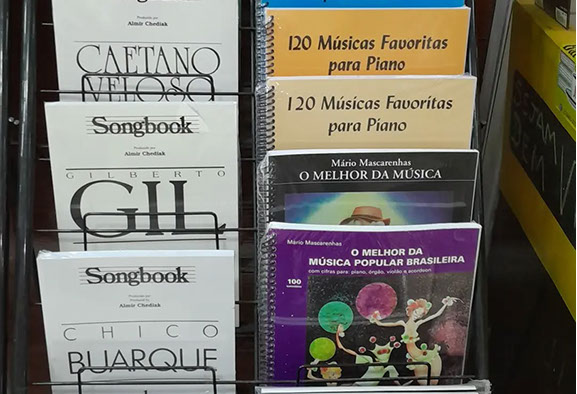 Produzido por
Almir Chediak
CAETANO
VELOSO
Songbook
Produzido por
Almir Chediak
GILBERTO
GIL
Songbook
Almir Chediak
CHICO
BUARQUE
120 Músicas Favoritas
para Piano
120 Músicas Favoritas
para Piano
Mário Mascarenhas
O MELHOR DA MÚSICA
Mário Mascarenhas
O MELHOR DA
MÚSICA POPULAR BRASILEIRA
com cifras para: piano, órgão, violão e acordeon
100